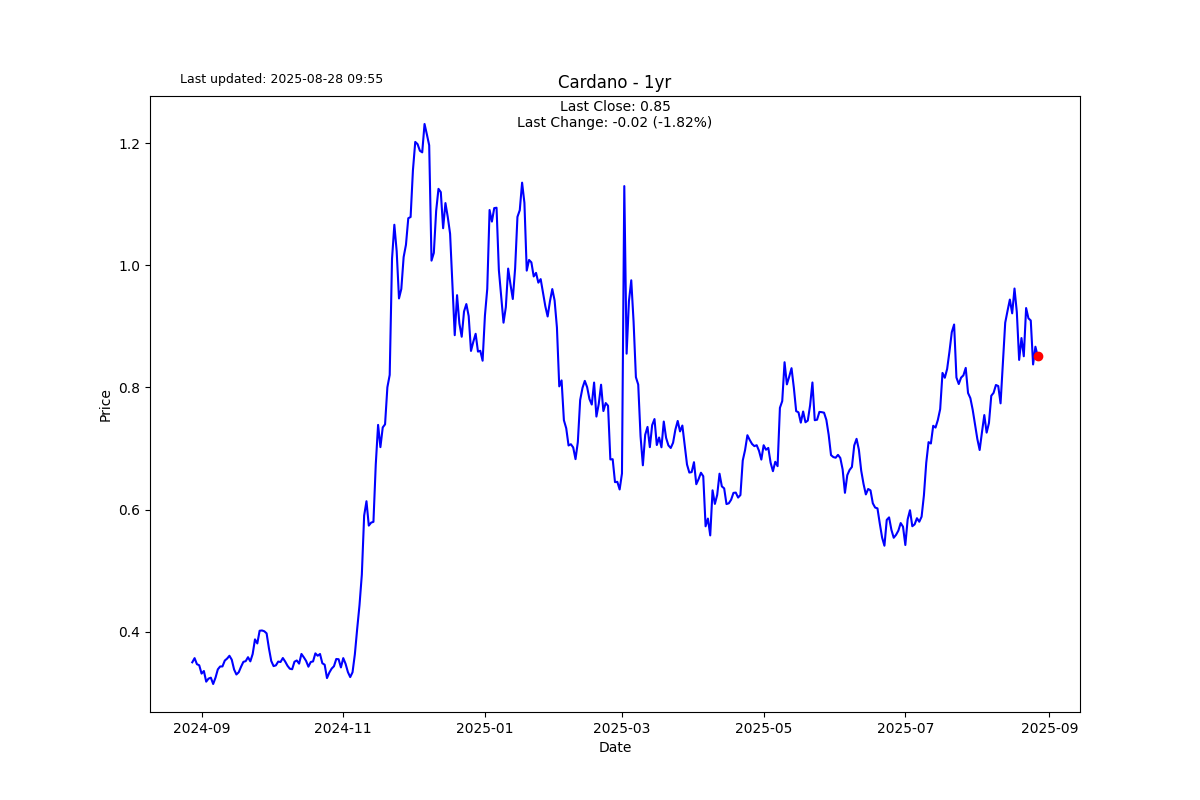 Last updated: 2025-08-28 09:55
Cardano - 1yr
Last Close: 0.85
Last Change: -0.02 (-1.82%)
1.2
1.0
0.8
0.6
0.4
Price
2024-09 2024-11 2025-01 2025-03 2025-05 2025-07 2025-09
Date